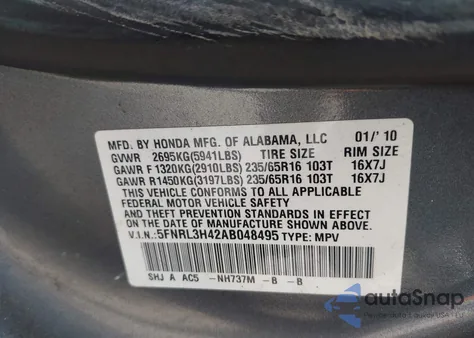 MFD. BY HONDA MFG. OF ALABAMA, LLC 01/'10
GVWR 2695KG(5941LBS) TIRE SIZE RIM SIZE
GAWR F 1320KG(2910LBS) 235/65R16 103T 16X7J
GAWR R1450KG(3197LBS) 235/65R16 103T 16X7J
THIS VEHICLE CONFORMS TO ALL APPLICABLE
FEDERAL MOTOR VEHICLE SAFETY AND
THEFT PREVENTION STANDARDS IN EFFECT ON
THE DATE OF MANUFACTURE SHOWN ABOVE.
V.I.N.: 5FNRL3H42AB048495 TYPE: MPV
SHJ A AC5 -NH737M -B -B
autoSnap